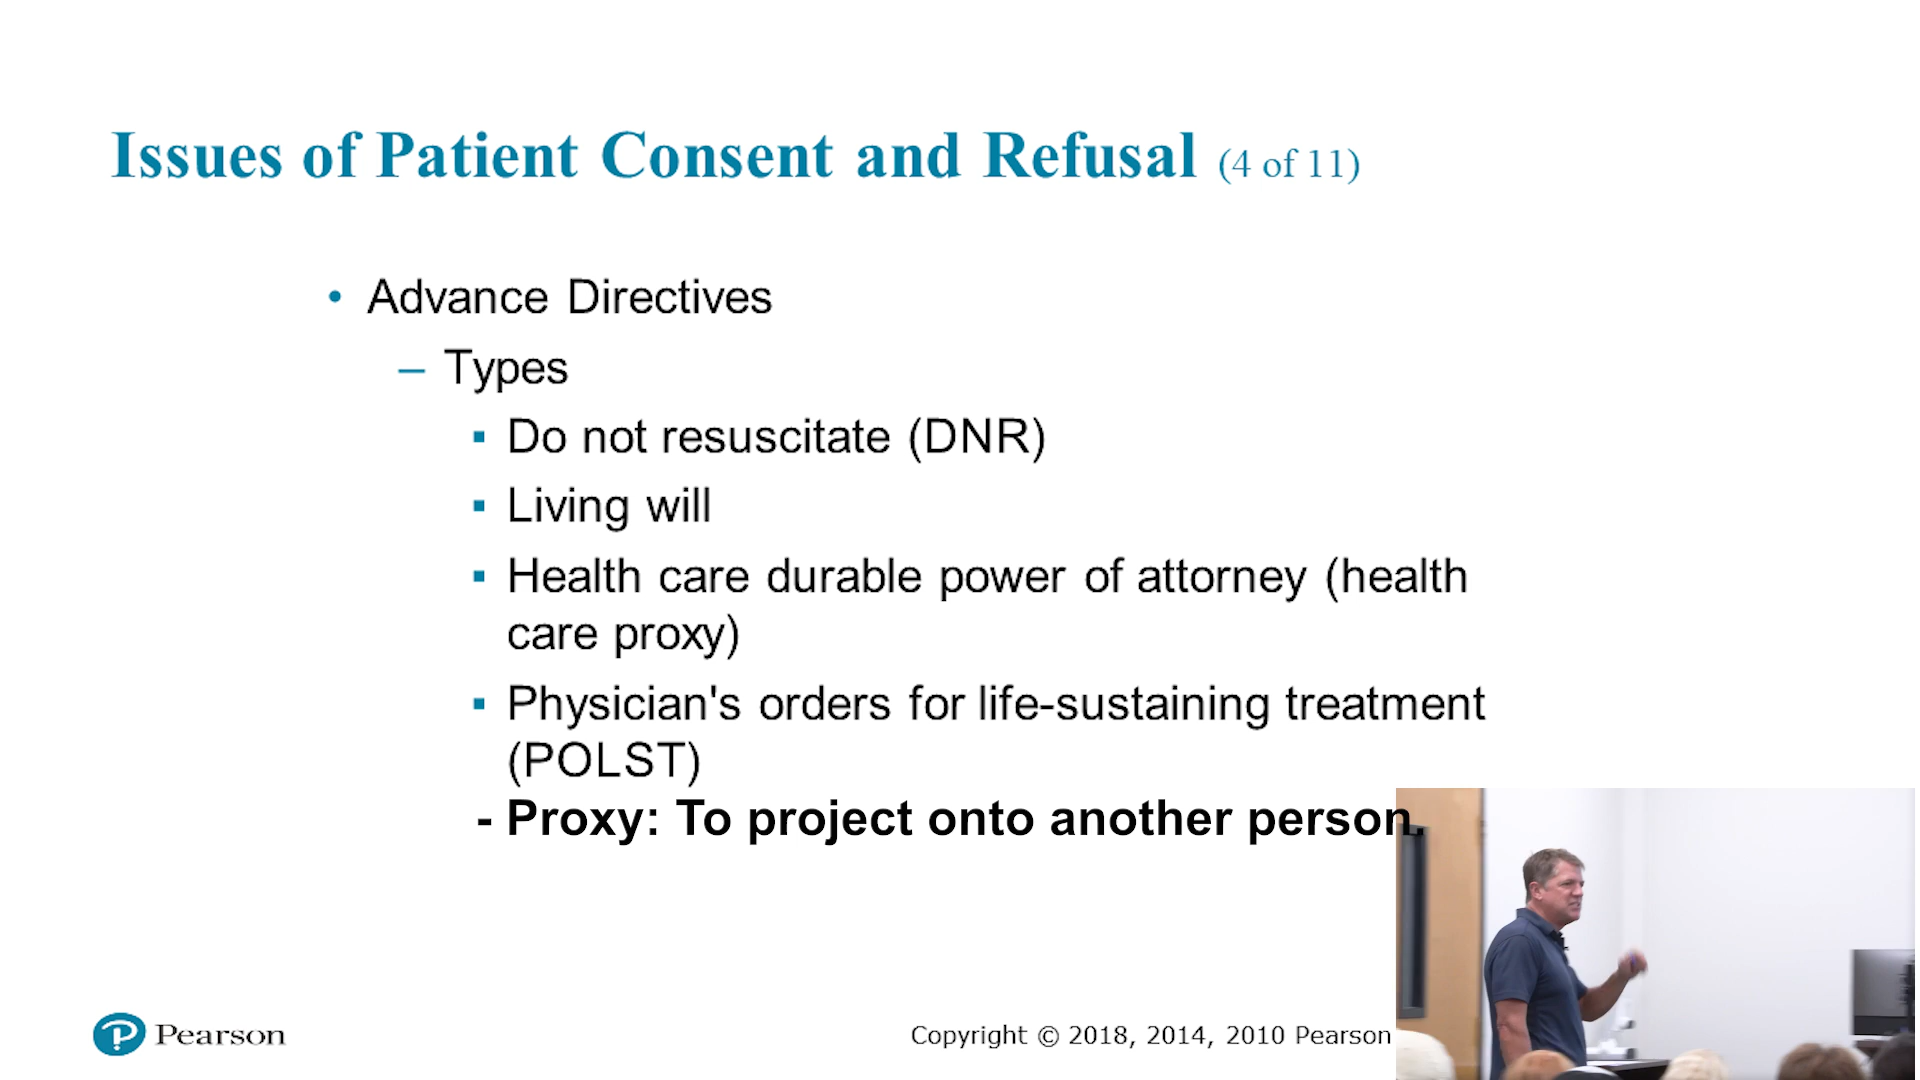 Issues of Patient Consent and Refusal (4 of 11)
• Advance Directives
– Types
▪ Do not resuscitate (DNR)
▪ Living will
▪ Health care durable power of attorney (health
care proxy)
▪ Physician's orders for life-sustaining treatment
(POLST)
- Proxy: To project onto another person.
Pearson
Copyright © 2018, 2014, 2010 Pearson